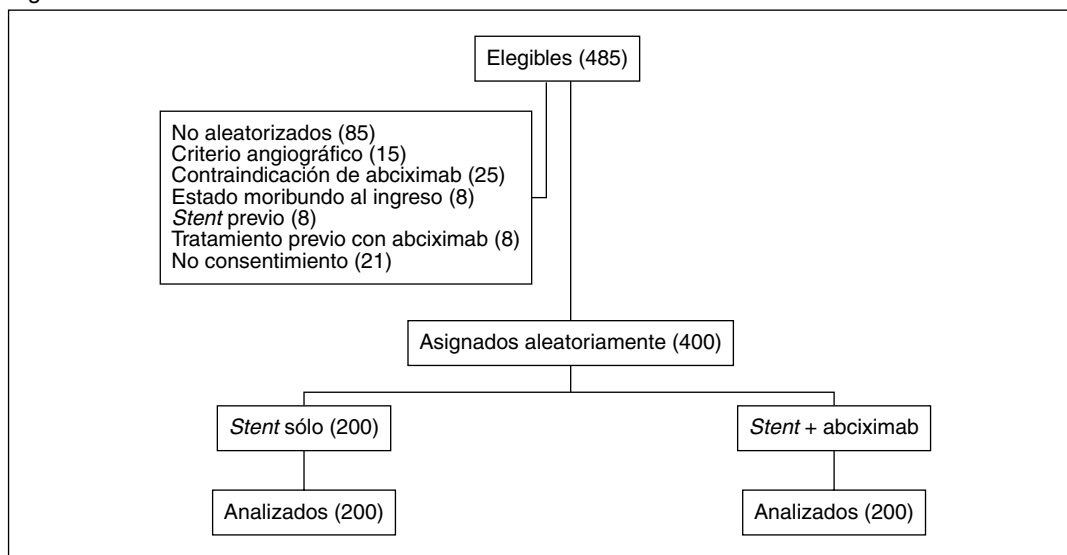 Elegibles (485)
No aleatorizados (85)
Criterio angiográfico (15)
Contraindicación de abciximab (25)
Estado moribundo al ingreso (8)
Stent previo (8)
Tratamiento previo con abciximab (8)
No consentimiento (21)
Asignados aleatoriamente (400)
Stent sólo (200)
Stent + abciximab
Analizados (200)
Analizados (200)